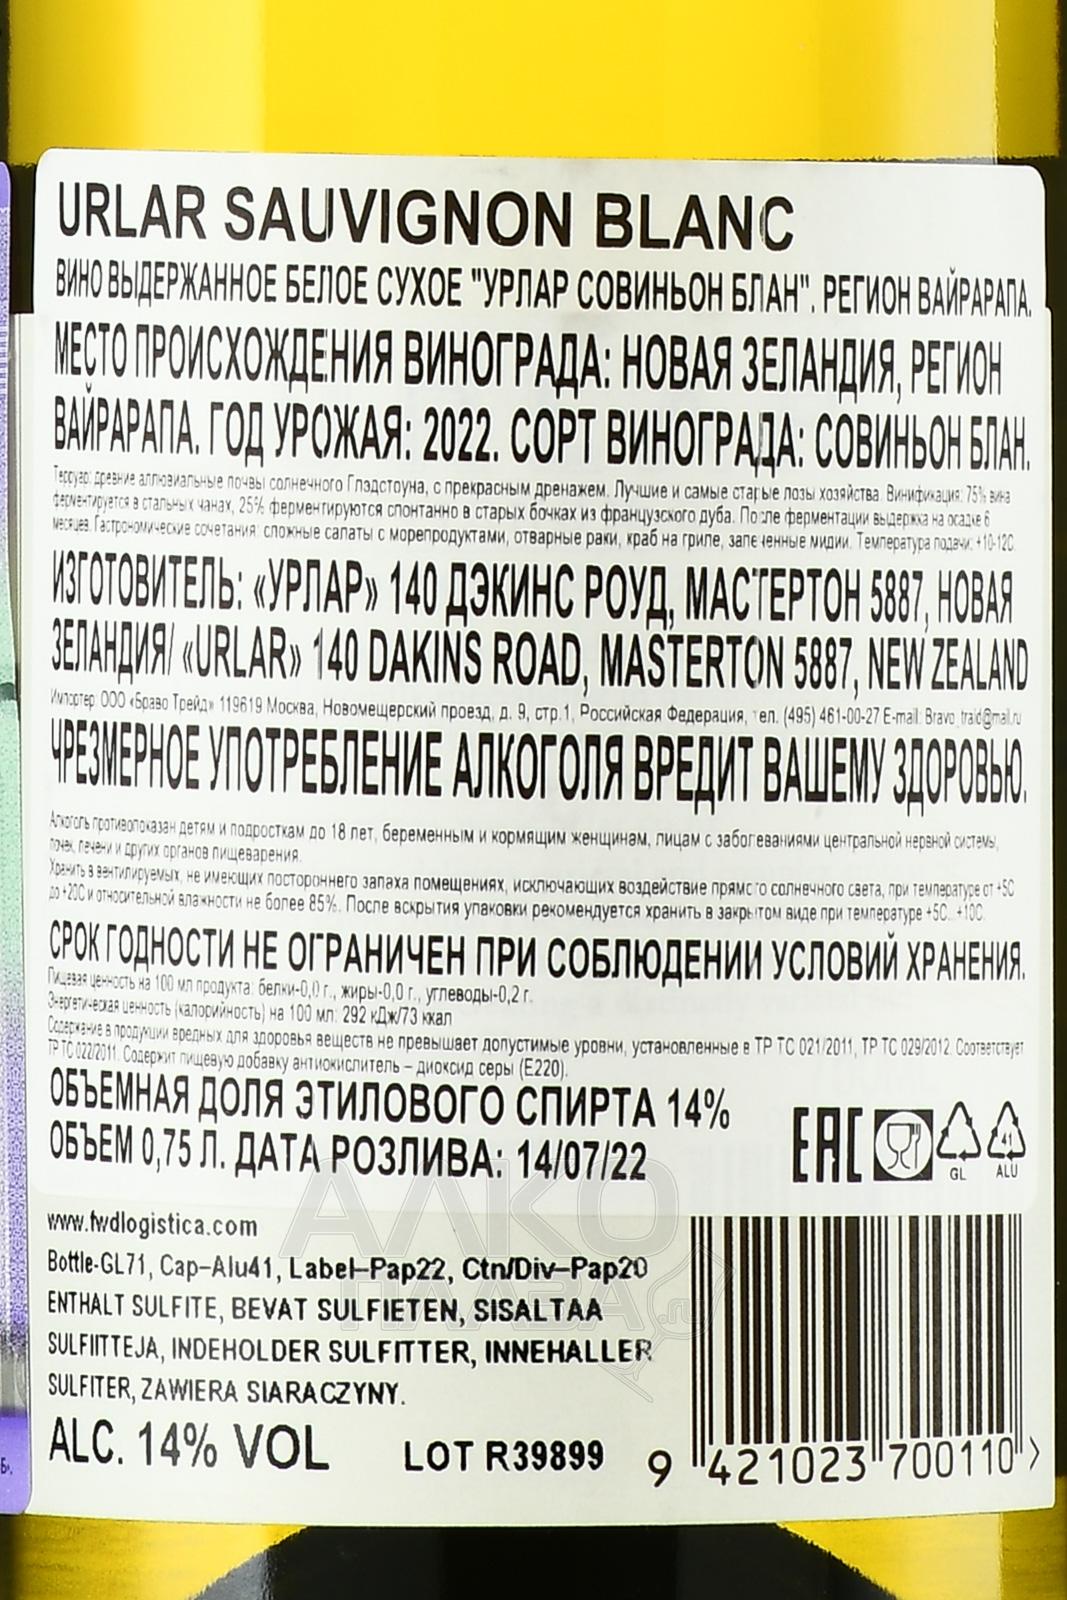 URLAR SAUVIGNON BLANC
ВИНО ВЫДЕРЖАННОЕ БЕЛОЕ СУХОЕ "УРЛАР СОВИНЬОН БЛАН". РЕГИОН ВАЙРАРАПА.
МЕСТО ПРОИСХОЖДЕНИЯ ВИНОГРАДА: НОВАЯ ЗЕЛАНДИЯ, РЕГИОН
ВАЙРАРАПА. ГОД УРОЖАЯ: 2022. СОРТ ВИНОГРАДА: СОВИНЬОН БЛАН.
Терруар: древние аллювиальные почвы солнечного Глэдстоуна, с прекрасным дренажем. Лучшие и самые старые лозы хозяйства. Винификация: 75% вина
ферментируется в стальных чанах, 25% ферментируются спонтанно в старых бочках из французского дуба. После ферментации выдержка на осадке 6
месяцев. Гастрономические сочетания: сложные салаты с морепродуктами, отварные раки, краб на гриле, запеченные мидии. Температура подачи: +10-12С
ИЗГОТОВИТЕЛЬ: «УРЛАР» 140 ДЭКИНС РОУД, МАСТЕРТОН 5887, НОВАЯ
ЗЕЛАНДИЯ/ «URLAR» 140 DAKINS ROAD, MASTERTON 5887, NEW ZEALAND
Импортер: ООО «Браво Трейд» 119619 Москва, Новомещерский проезд, д. 9, стр.1, Российская Федерация, тел. (495) 461-00-27 E-mail: Bravo_traid@mail.ru
ЧРЕЗМЕРНОЕ УПОТРЕБЛЕНИЕ АЛКОГОЛЯ ВРЕДИТ ВАШЕМУ ЗДОРОВЬЮ.
Алкоголь противопоказан детям и подросткам до 18 лет, беременным и кормящим женщинам, лицам с заболеваниями центральной нервной системы,
почек, печени и других органов пищеварения.
Хранить в вентилируемых, не имеющих постороннего запаха помещениях, исключающих воздействие прямого солнечного света, при температуре от +5С
до +20С и относительной влажности не более 85%. После вскрытия упаковки рекомендуется хранить в закрытом виде при температуре +5С...+10С.
СРОК ГОДНОСТИ НЕ ОГРАНИЧЕН ПРИ СОБЛЮДЕНИИ УСЛОВИЙ ХРАНЕНИЯ.
Пищевая ценность на 100 мл продукта: белки-0,0 г., жиры-0,0 г., углеводы-0,2 г.
Энергетическая ценность (калорийность) на 100 мл: 292 кДж/73 ккал
Содержание в продукции вредных для здоровья веществ не превышает допустимые уровни, установленные в ТР ТС 021/2011, ТР ТС 029/2012. Соответствует
ТР ТС 022/2011. Содержит пищевую добавку антиокислитель – диоксид серы (Е220).
ОБЪЕМНАЯ ДОЛЯ ЭТИЛОВОГО СПИРТА 14%
ОБЪЕМ 0,75 Л. ДАТА РОЗЛИВА: 14/07/22
EAC
GL
41
ALU
www.fwdlogistica.com
Bottle-GL71, Cap–Alu41, Label–Pap22, Ctn/Div–Pap20
ENTHALT SULFITE, BEVAT SULFIETEN, SISALTAA
SULFIITTEJA, INDEHOLDER SULFITTER, INNEHALLER
SULFITER, ZAWIERA SIARACZYNY.
ALC. 14% VOL
LOT R39899
9 421023 700110 >
АЛКО
ПЛАЗА
.ru